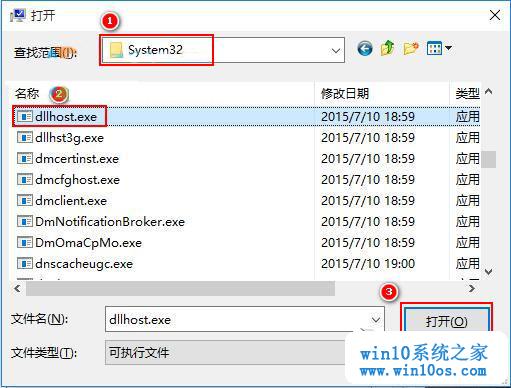 打开
1
查找范围(I):
System32
名称
2
修改日期
类型
dllhost.exe 2015/7/10 18:59 应用
dllhst3g.exe 2015/7/10 18:59 应用
dmcertinst.exe 2015/7/10 18:59 应用
dmcfghost.exe 2015/7/10 18:59 应用
dmclient.exe 2015/7/10 18:59 应用
DmNotificationBroker.exe 2015/7/10 18:59 应用
DmOmaCpMo.exe 2015/7/10 18:59 应用
dnscacheugc.exe 2015/7/10 19:00 应用
3
文件名(N):
dllhost.exe
打开(O)
文件类型(T):
可执行文件
win10系统之家
www.win10os.com